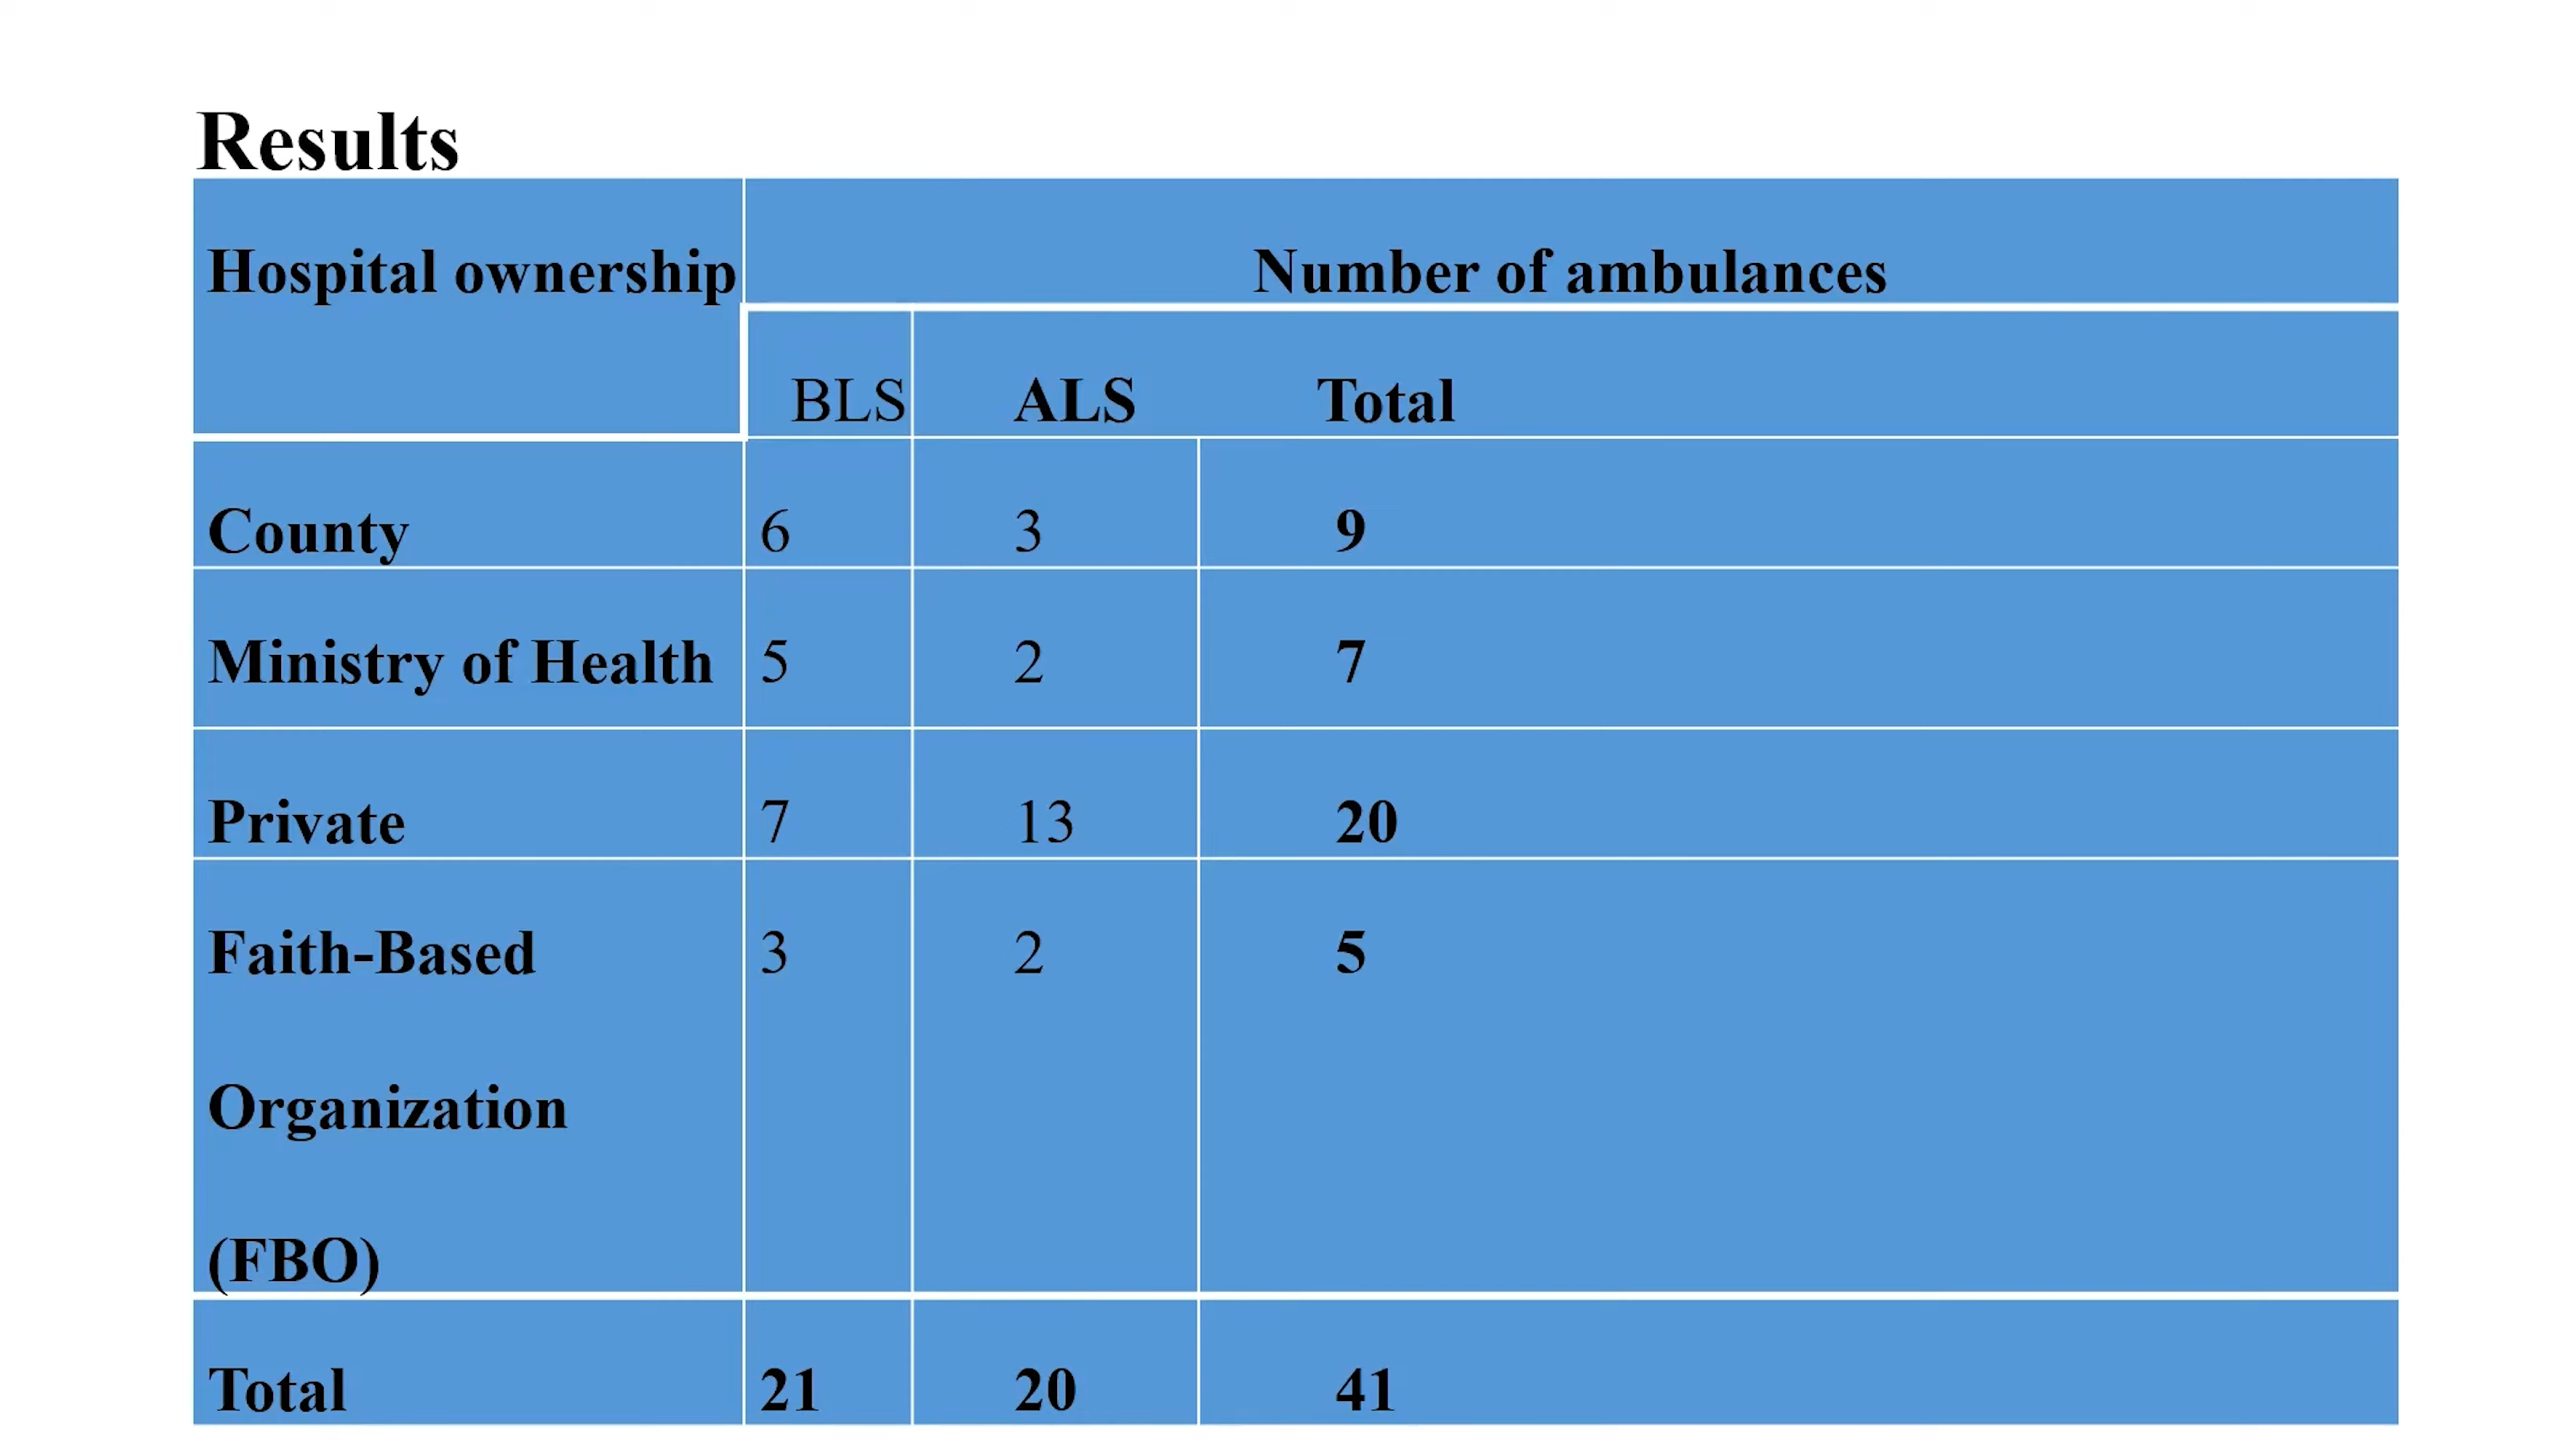 Results
Hospital ownership Number of ambulances
BLS ALS Total
County 6 3 9
Ministry of Health 5 2 7
Private 7 13 20
Faith-Based 3 2 5
Organization
(FBO)
Total 21 20 41